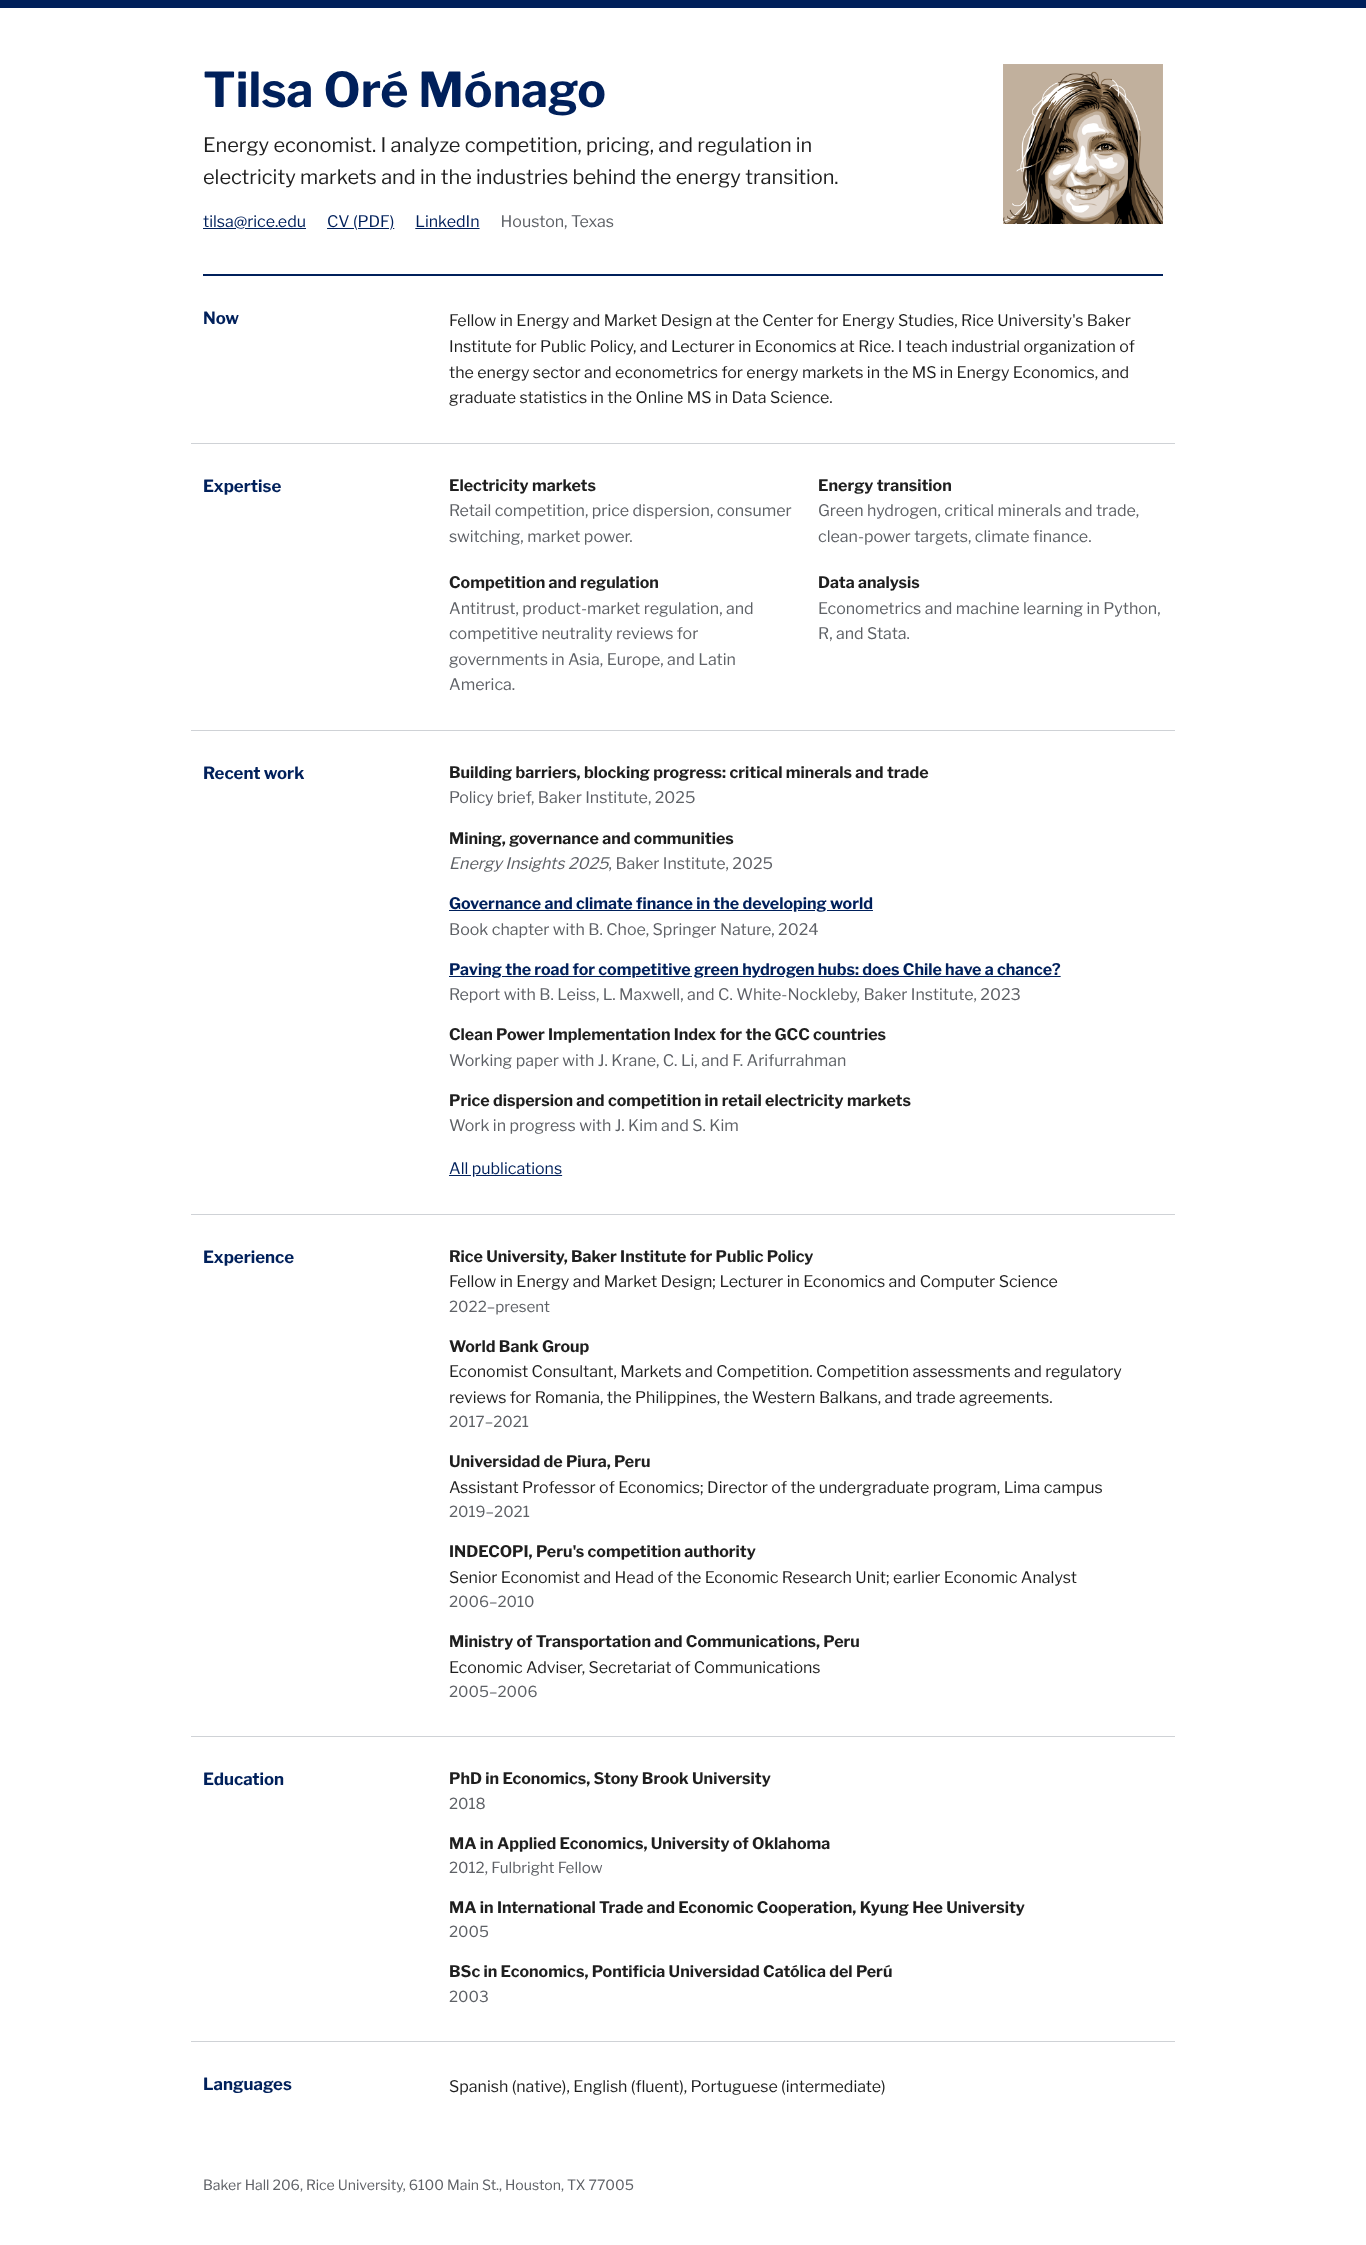 Tilsa Oré Mónago
Energy economist. I analyze competition, pricing, and regulation in
electricity markets and in the industries behind the energy transition.
tilsa@rice.edu CV (PDF) LinkedIn Houston, Texas
Now
Fellow in Energy and Market Design at the Center for Energy Studies, Rice University's Baker
Institute for Public Policy, and Lecturer in Economics at Rice. I teach industrial organization of
the energy sector and econometrics for energy markets in the MS in Energy Economics, and
graduate statistics in the Online MS in Data Science.
Expertise
Electricity markets
Retail competition, price dispersion, consumer
switching, market power.
Energy transition
Green hydrogen, critical minerals and trade,
clean-power targets, climate finance.
Competition and regulation
Antitrust, product-market regulation, and
competitive neutrality reviews for
governments in Asia, Europe, and Latin
America.
Data analysis
Econometrics and machine learning in Python,
R, and Stata.
Recent work
Building barriers, blocking progress: critical minerals and trade
Policy brief, Baker Institute, 2025
Mining, governance and communities
Energy Insights 2025, Baker Institute, 2025
Governance and climate finance in the developing world
Book chapter with B. Choe, Springer Nature, 2024
Paving the road for competitive green hydrogen hubs: does Chile have a chance?
Report with B. Leiss, L. Maxwell, and C. White-Nockleby, Baker Institute, 2023
Clean Power Implementation Index for the GCC countries
Working paper with J. Krane, C. Li, and F. Arifurrahman
Price dispersion and competition in retail electricity markets
Work in progress with J. Kim and S. Kim
All publications
Experience
Rice University, Baker Institute for Public Policy
Fellow in Energy and Market Design; Lecturer in Economics and Computer Science
2022–present
World Bank Group
Economist Consultant, Markets and Competition. Competition assessments and regulatory
reviews for Romania, the Philippines, the Western Balkans, and trade agreements.
2017–2021
Universidad de Piura, Peru
Assistant Professor of Economics; Director of the undergraduate program, Lima campus
2019–2021
INDECOPI, Peru's competition authority
Senior Economist and Head of the Economic Research Unit; earlier Economic Analyst
2006–2010
Ministry of Transportation and Communications, Peru
Economic Adviser, Secretariat of Communications
2005–2006
Education
PhD in Economics, Stony Brook University
2018
MA in Applied Economics, University of Oklahoma
2012, Fulbright Fellow
MA in International Trade and Economic Cooperation, Kyung Hee University
2005
BSc in Economics, Pontificia Universidad Católica del Perú
2003
Languages
Spanish (native), English (fluent), Portuguese (intermediate)
Baker Hall 206, Rice University, 6100 Main St., Houston, TX 77005